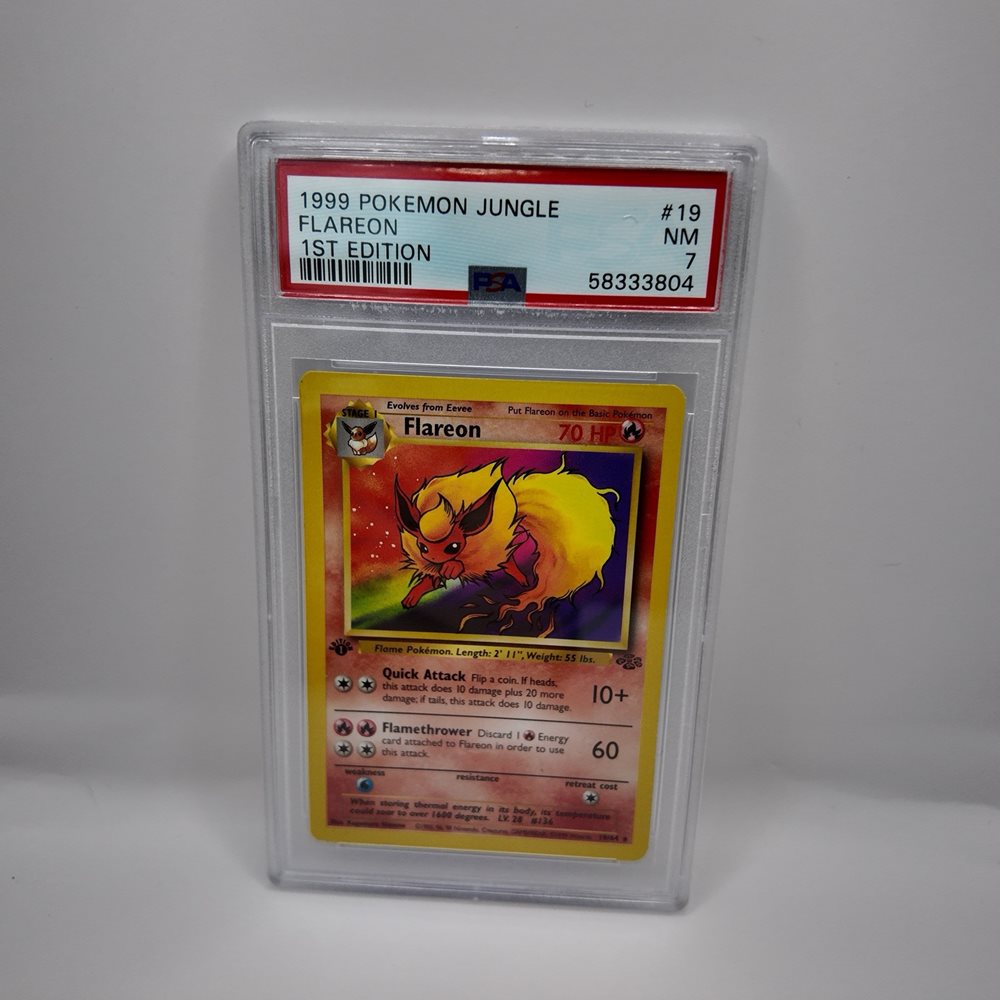 1999 POKEMON JUNGLE #19
FLAREON NM
1ST EDITION 7
PSA 58333804
STAGE 1 Evolves from Eevee Put Flareon on the Basic Pokémon
Flareon 70 HP
EDITION 1
Flame Pokémon. Length: 2' 11", Weight: 55 lbs.
Quick Attack Flip a coin. If heads,
this attack does 10 damage plus 20 more
damage; if tails, this attack does 10 damage.
10+
Flamethrower Discard 1 Energy
card attached to Flareon in order to use
this attack.
60
weakness resistance retreat cost
When storing thermal energy in its body, its temperature
could soar to over 1600 degrees. LV. 28 #136
19/64